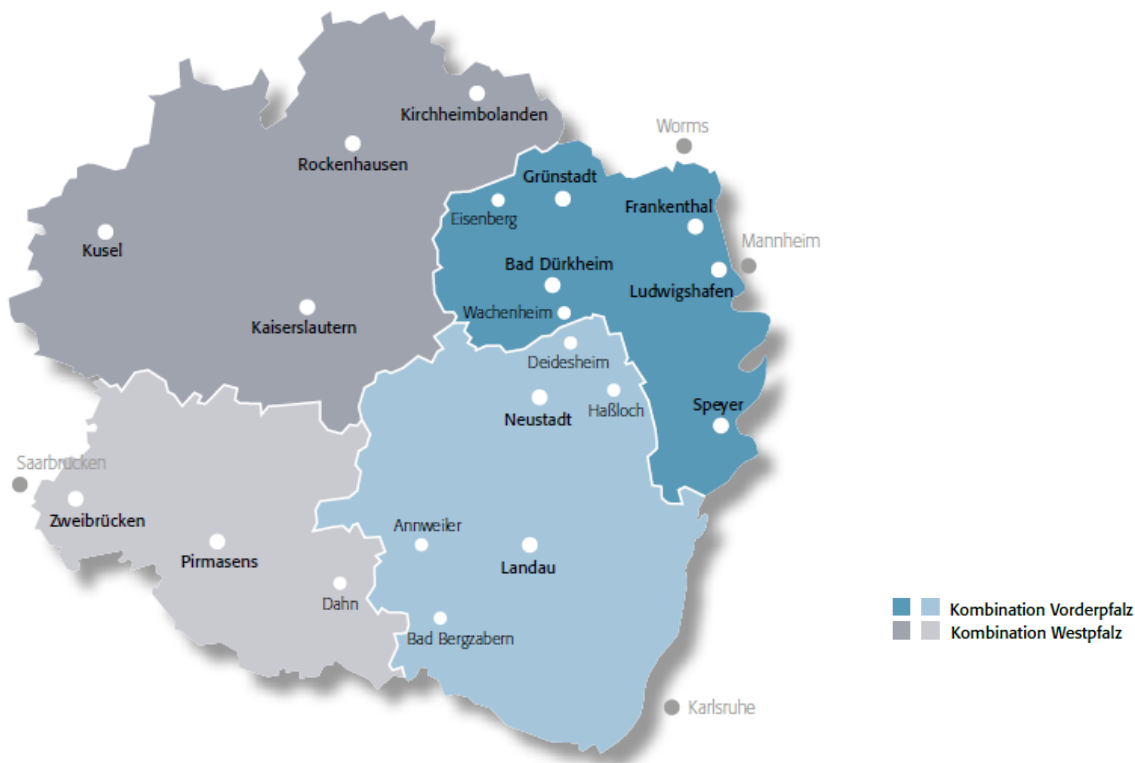 Kirchheimbolanden
Worms
Rockenhausen
Grünstadt
Frankenthal
Eisenberg
Mannheim
Kusel
Bad Dürkheim
Ludwigshafen
Wachenheim
Kaiserslautern
Deidesheim
Speyer
Haßloch
Neustadt
Saarbrücken
Zweibrücken
Annweiler
Pirmasens
Landau
Dahn
Kombination Vorderpfalz
Kombination Westpfalz
Bad Bergzabern
Karlsruhe